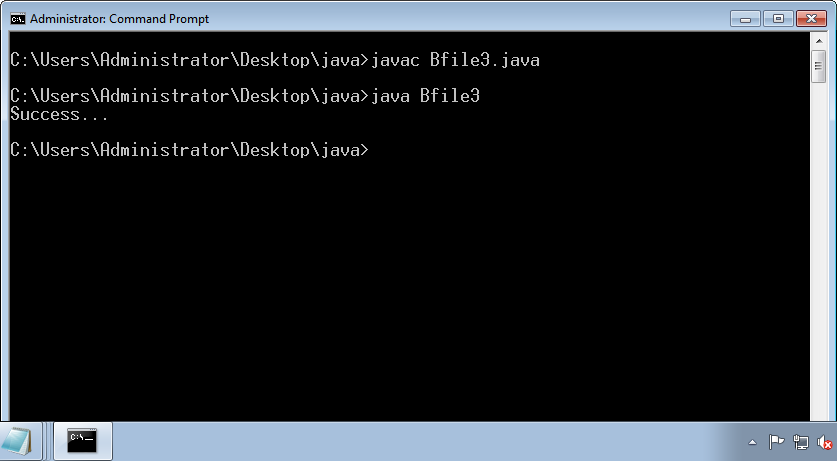 Administrator: Command Prompt
C:\Users\Administrator\Desktop\java>javac Bfile3.java
C:\Users\Administrator\Desktop\java>java Bfile3
Success...
C:\Users\Administrator\Desktop\java>